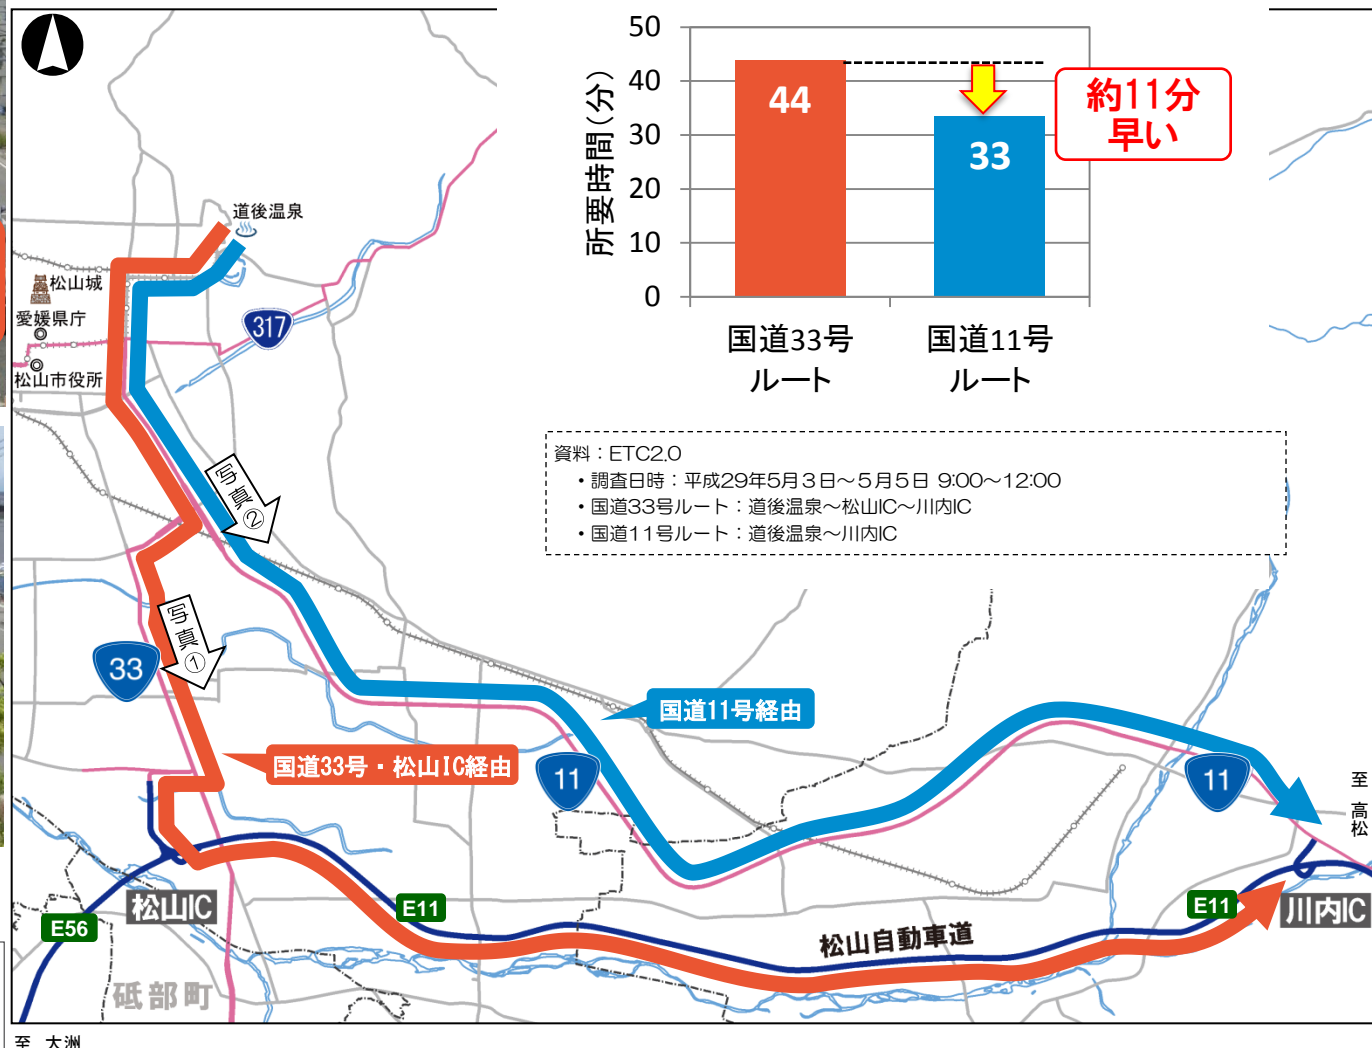 50
40
30
20
10
0
所要時間(分)
44
33
約11分
早い
国道33号
ルート
国道11号
ルート
資料：ETC2.0
・調査日時：平成29年5月3日～5月5日 9:00～12:00
・国道33号ルート：道後温泉～松山IC～川内IC
・国道11号ルート：道後温泉～川内IC
道後温泉
松山城
愛媛県庁
松山市役所
317
写真②
写真①
33
国道11号経由
国道33号・松山IC経由
11
11
至 高松
松山IC
E56
E11
松山自動車道
E11
川内IC
砥部町
至 大洲